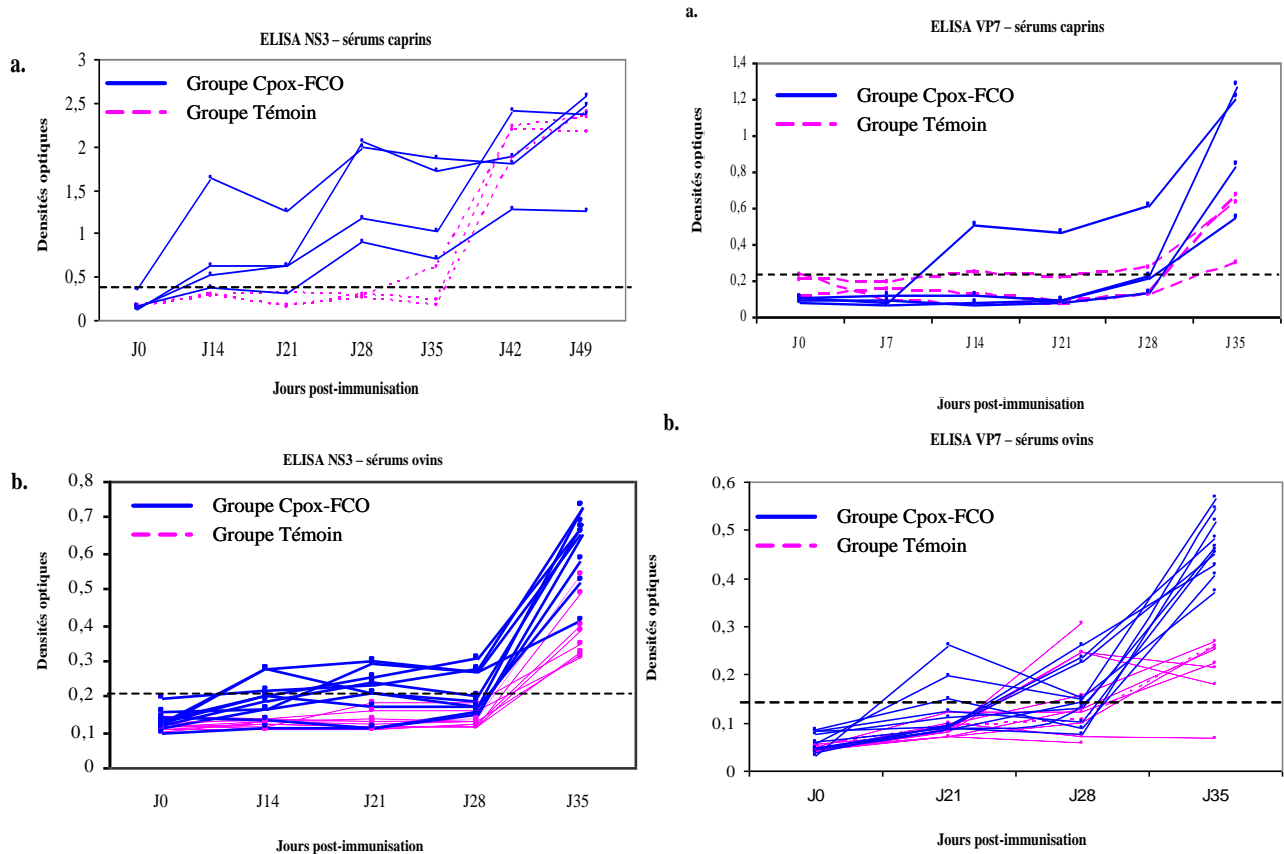 a.
ELISA NS3 – sérums caprins
Groupe Cpox-FCO
Groupe Témoin
Densités optiques
3
2,5
2
1,5
1
0,5
0
J0 J14 J21 J28 J35 J42 J49
Jours post-immunisation
a.
ELISA VP7 – sérums caprins
Groupe Cpox-FCO
Groupe Témoin
Densités optiques
1,4
1,2
1
0,8
0,6
0,4
0,2
0
J0 J7 J14 J21 J28 J35
Jours post-immunisation
b.
ELISA NS3 – sérums ovins
Groupe Cpox-FCO
Groupe Témoin
Densités optiques
0,8
0,7
0,6
0,5
0,4
0,3
0,2
0,1
0
J0 J14 J21 J28 J35
Jours post-immunisation
b.
ELISA VP7 – sérums ovins
Groupe Cpox-FCO
Groupe Témoin
Densités optiques
0,6
0,5
0,4
0,3
0,2
0,1
0
J0 J21 J28 J35
Jours post-immunisation